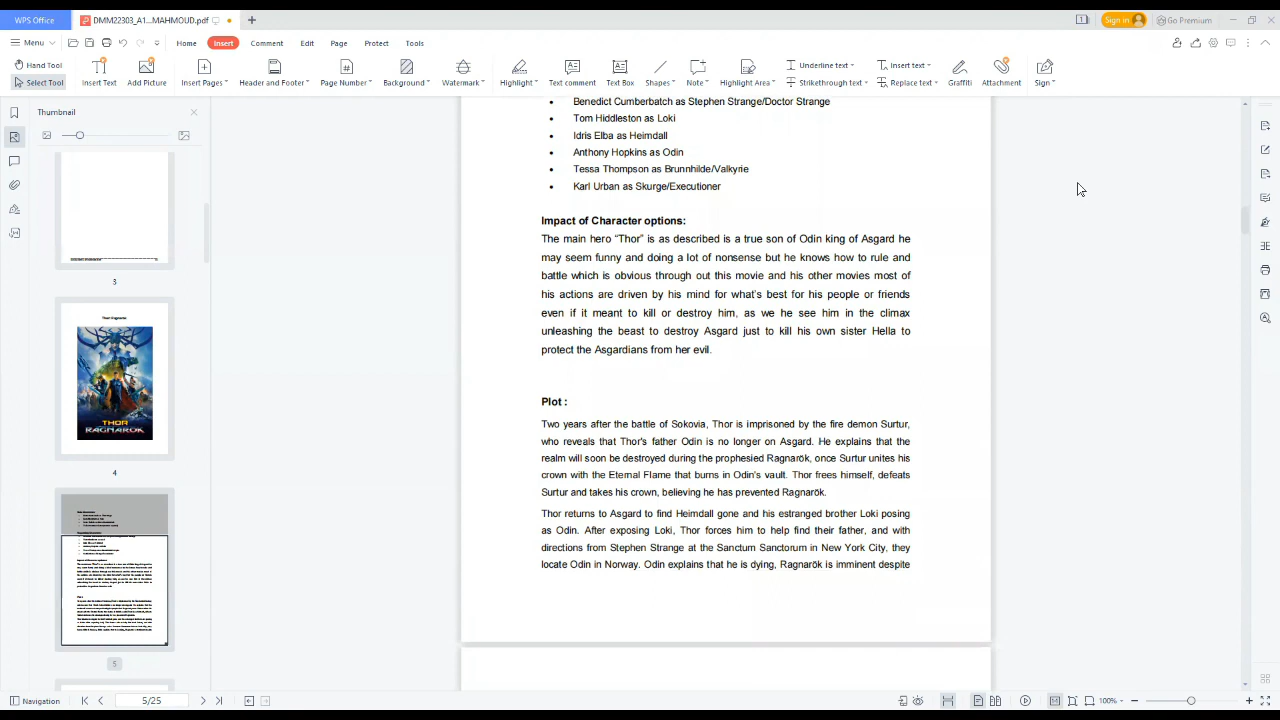 WPS Office
DMM22303_A1...MAHMOUD.pdf
Sign in
Go Premium
Menu
Home
Insert
Comment
Edit
Page
Protect
Tools
Hand Tool
Select Tool
Insert Text
Add Picture
Insert Pages
Header and Footer
Page Number
Background
Watermark
Highlight
Text comment
Text Box
Shapes
Note
Highlight Area
Underline text
Strikethrough text
Insert text
Replace text
Graffiti
Attachment
Sign
Thumbnail
3
Thor: Ragnarok
THOR
RAGNAROK
4
5
• Benedict Cumberbatch as Stephen Strange/Doctor Strange
• Tom Hiddleston as Loki
• Idris Elba as Heimdall
• Anthony Hopkins as Odin
• Tessa Thompson as Brunnhilde/Valkyrie
• Karl Urban as Skurge/Executioner
Impact of Character options:
The main hero “Thor” is as described is a true son of Odin king of Asgard he
may seem funny and doing a lot of nonsense but he knows how to rule and
battle which is obvious through out this movie and his other movies most of
his actions are driven by his mind for what’s best for his people or friends
even if it meant to kill or destroy him, as we he see him in the climax
unleashing the beast to destroy Asgard just to kill his own sister Hella to
protect the Asgardians from her evil.
Plot :
Two years after the battle of Sokovia, Thor is imprisoned by the fire demon Surtur,
who reveals that Thor's father Odin is no longer on Asgard. He explains that the
realm will soon be destroyed during the prophesied Ragnarök, once Surtur unites his
crown with the Eternal Flame that burns in Odin's vault. Thor frees himself, defeats
Surtur and takes his crown, believing he has prevented Ragnarök.
Thor returns to Asgard to find Heimdall gone and his estranged brother Loki posing
as Odin. After exposing Loki, Thor forces him to help find their father, and with
directions from Stephen Strange at the Sanctum Sanctorum in New York City, they
locate Odin in Norway. Odin explains that he is dying, Ragnarök is imminent despite
Navigation
5/25
100%